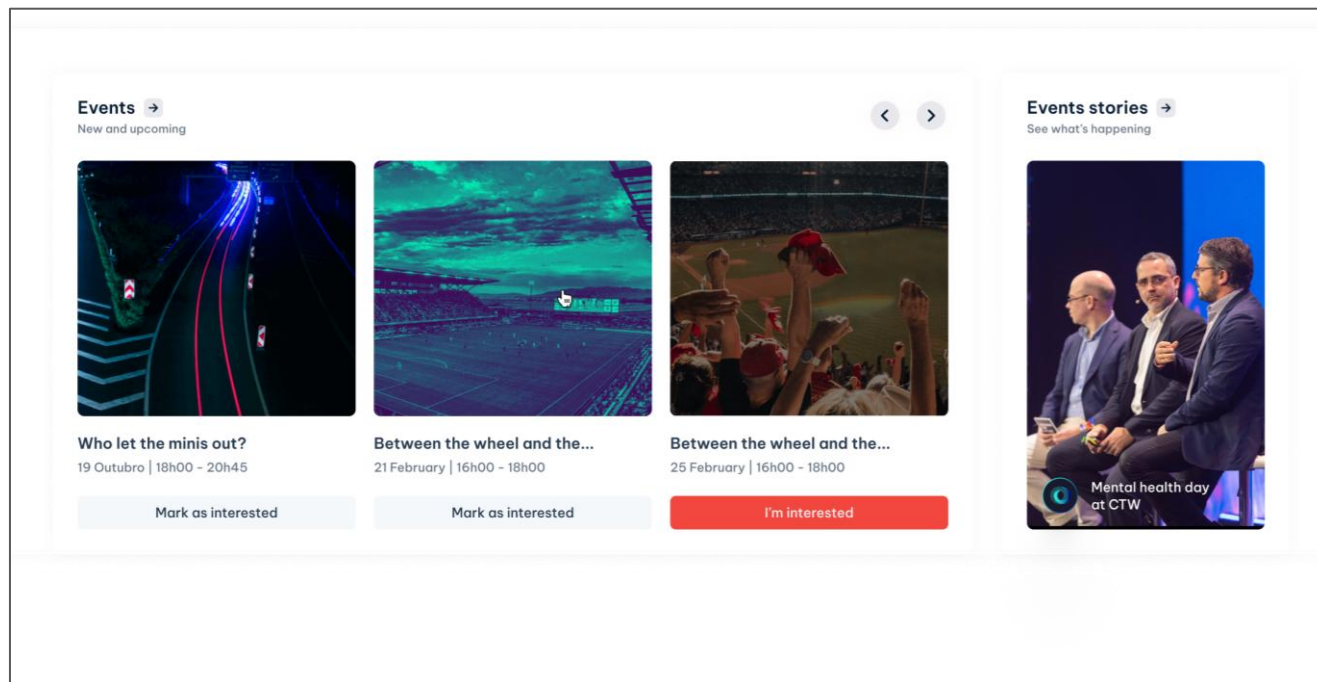 Events
New and upcoming
Who let the minis out?
19 Outubro | 18h00 - 20h45
Mark as interested
Between the wheel and the...
21 February | 16h00 - 18h00
Mark as interested
Between the wheel and the...
25 February | 16h00 - 18h00
I'm interested
Events stories
See what's happening
Mental health day
at CTW